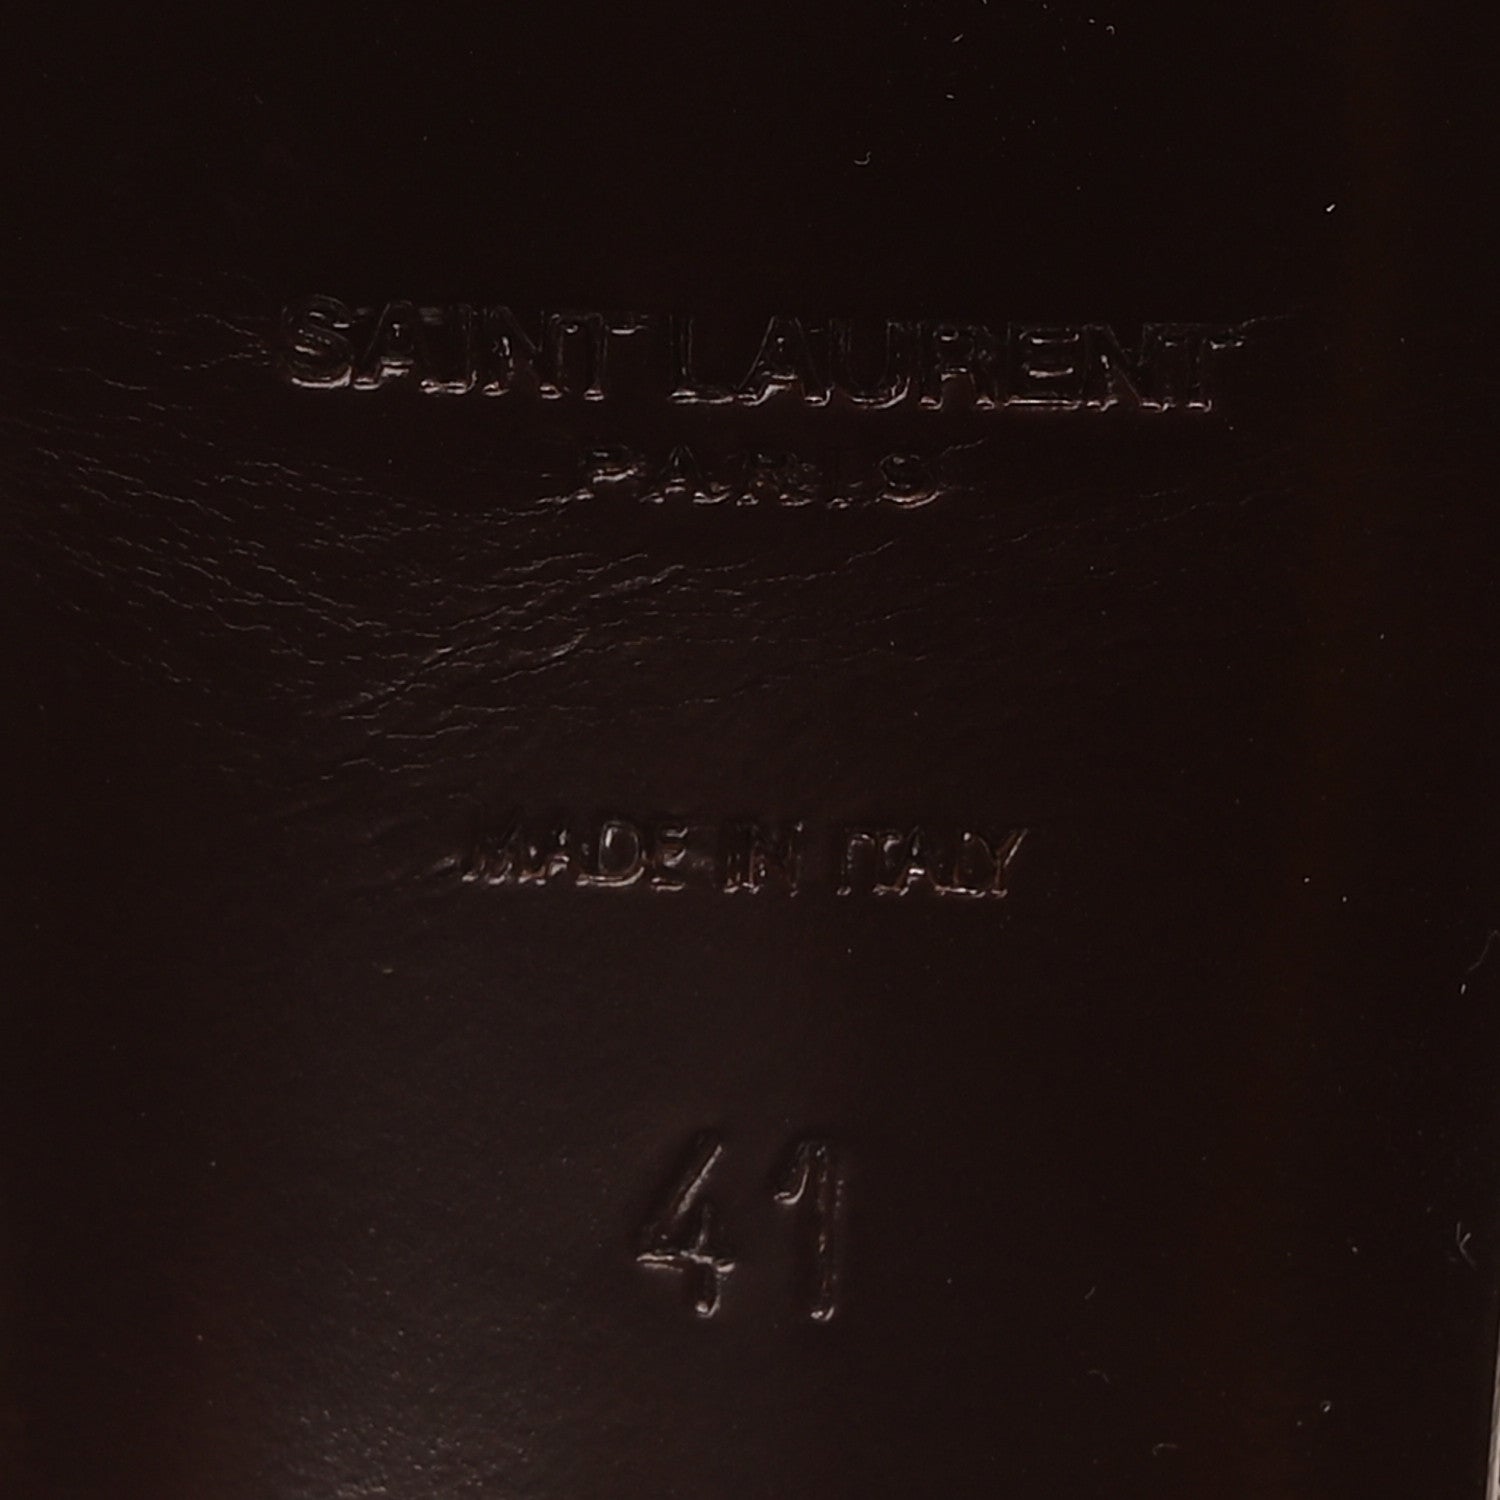 SAINT LAURENT
PARIS
MADE IN ITALY
41